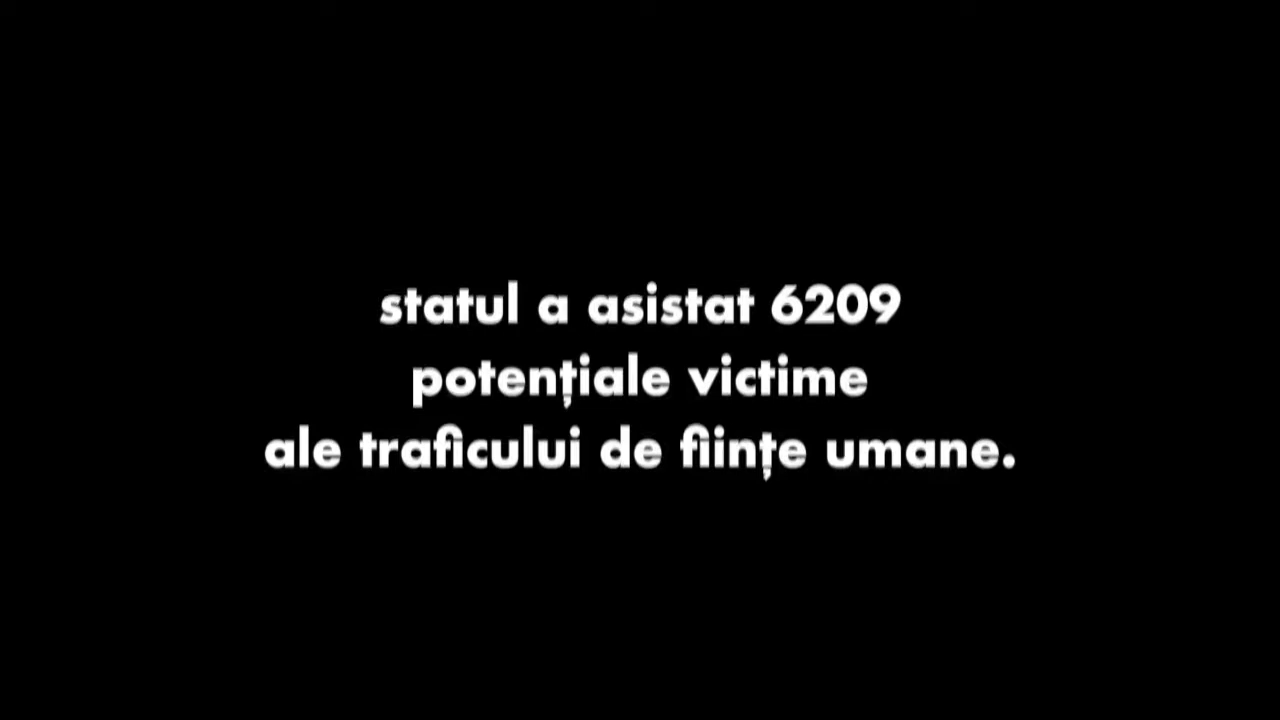 statul a asistat 6209
potențiale victime
ale traficului de ființe umane.